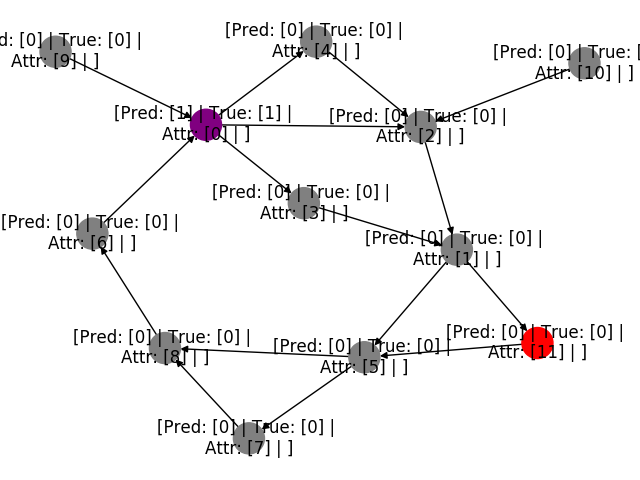 [Pred: [0] | True: [0] |
Attr: [4] | ]
d: [0] | True: [0] |
Attr: [9] | ]
[Pred: [0] | True: [
Attr: [10] | ]
[Pred: [1] | True: [1] |
Attr: [0] | ]
[Pred: [0] | True: [0] |
Attr: [2] | ]
[Pred: [0] | True: [0] |
Attr: [3] | ]
[Pred: [0] | True: [0] |
Attr: [6] | ]
[Pred: [0] | True: [0] |
Attr: [1] | ]
[Pred: [0] | True: [0] |
Attr: [11] | ]
[Pred: [0] | True: [0] |
Attr: [8] | ]
[Pred: [0] | True: [0] |
Attr: [5] | ]
[Pred: [0] | True: [0] |
Attr: [7] | ]